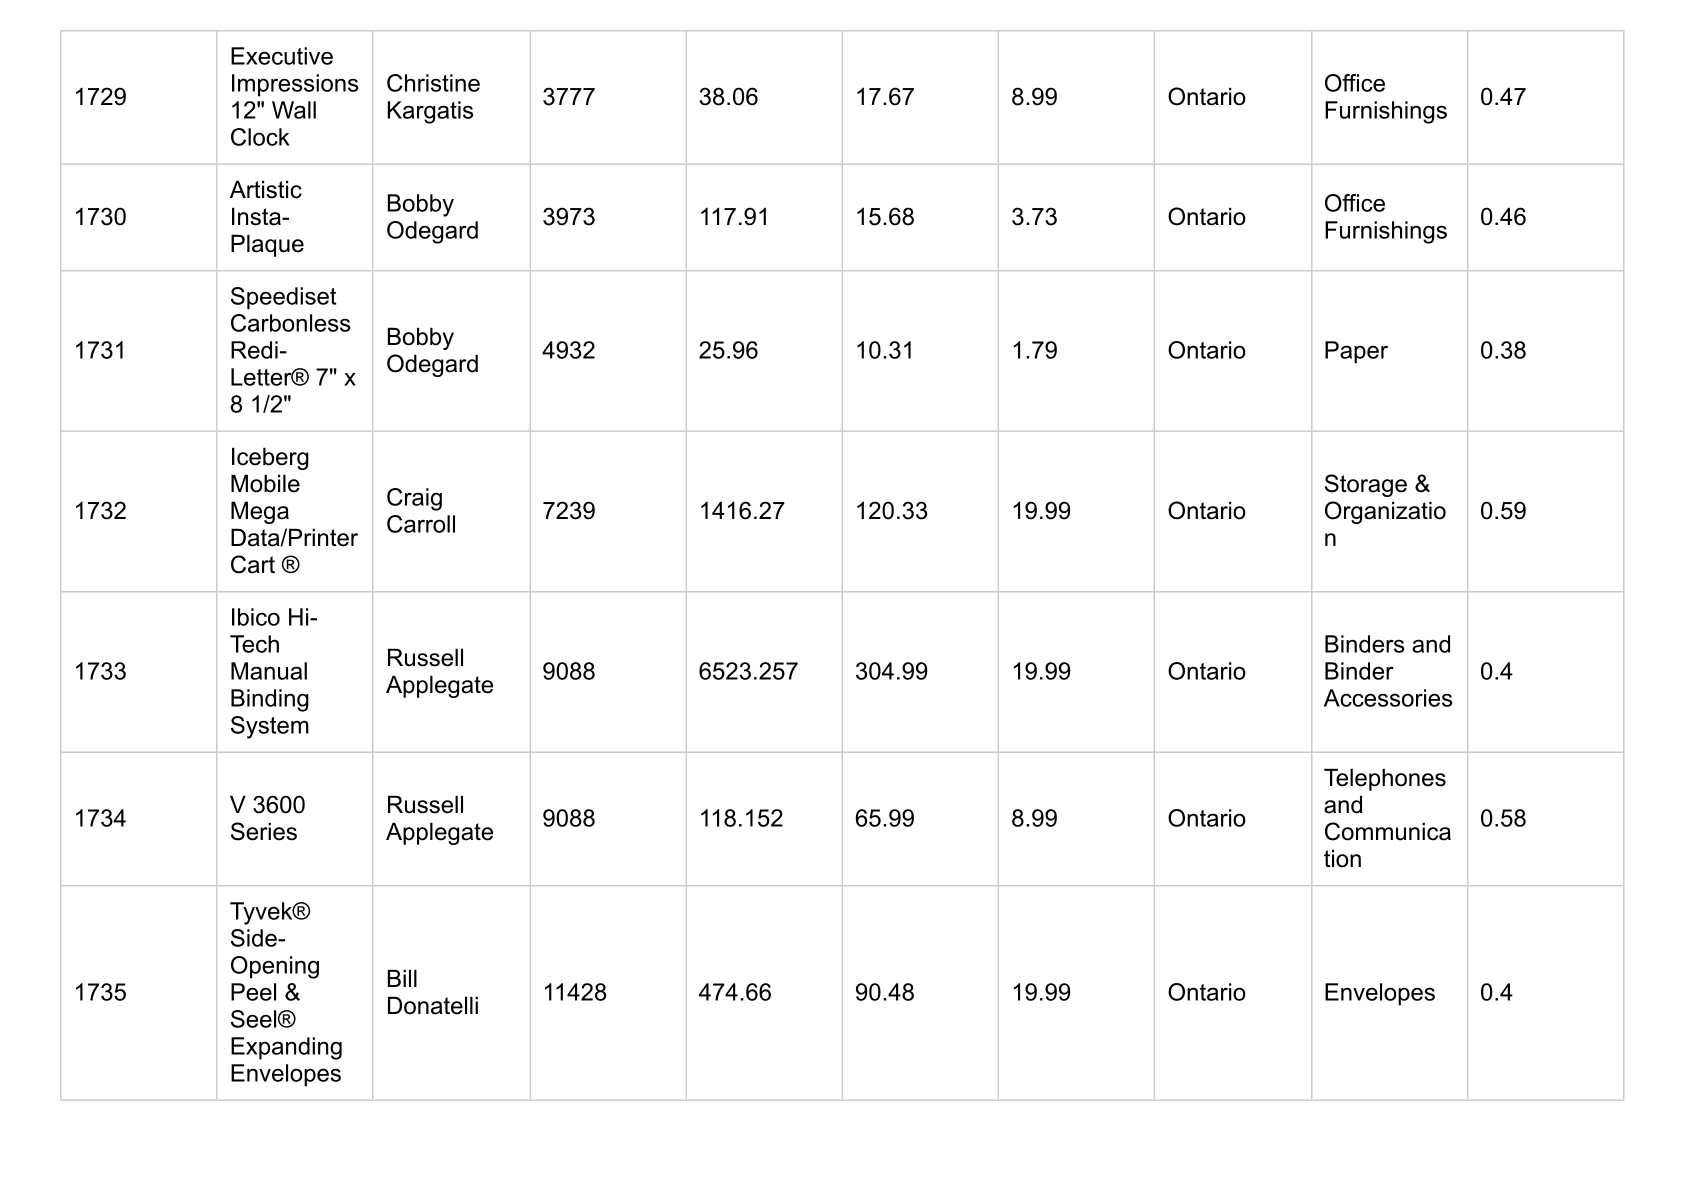 1729
Executive
Impressions
12" Wall
Clock
Christine
Kargatis
3777
38.06
17.67
8.99
Ontario
Office
Furnishings
0.47
1730
Artistic
Insta-
Plaque
Bobby
Odegard
3973
117.91
15.68
3.73
Ontario
Office
Furnishings
0.46
1731
Speediset
Carbonless
Redi-
Letter® 7" x
8 1/2"
Bobby
Odegard
4932
25.96
10.31
1.79
Ontario
Paper
0.38
1732
Iceberg
Mobile
Mega
Data/Printer
Cart ®
Craig
Carroll
7239
1416.27
120.33
19.99
Ontario
Storage &
Organizatio
n
0.59
1733
Ibico Hi-
Tech
Manual
Binding
System
Russell
Applegate
9088
6523.257
304.99
19.99
Ontario
Binders and
Binder
Accessories
0.4
1734
V 3600
Series
Russell
Applegate
9088
118.152
65.99
8.99
Ontario
Telephones
and
Communica
tion
0.58
1735
Tyvek®
Side-
Opening
Peel &
Seel®
Expanding
Envelopes
Bill
Donatelli
11428
474.66
90.48
19.99
Ontario
Envelopes
0.4